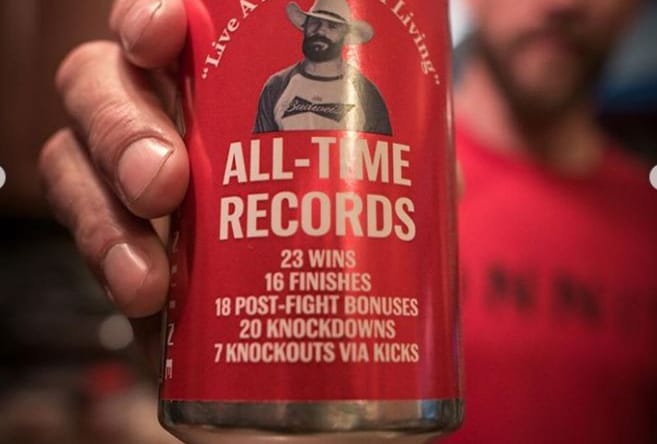 "Live A
Living"
Budweiser
ALL-TIME
RECORDS
23 WINS
16 FINISHES
18 POST-FIGHT BONUSES
20 KNOCKDOWNS
7 KNOCKOUTS VIA KICKS